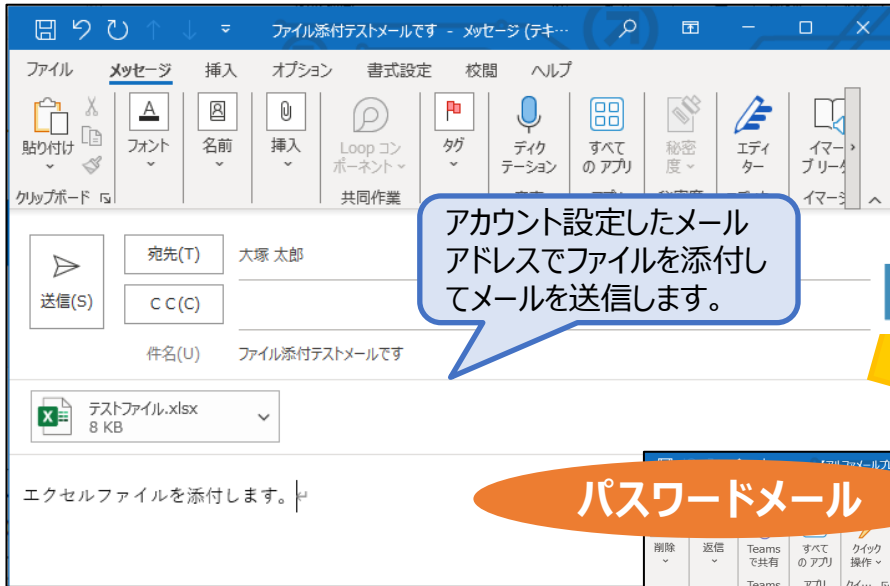 ファイル添付テストメールです - メッセージ (テキ…
ファイル メッセージ 挿入 オプション 書式設定 校閲 ヘルプ
貼り付け
フォント
名前
挿入
Loop コン
ポーネント
タグ
ディク
テーション
すべて
の アプリ
秘密
度
エディ
ター
イマー
ブ リーダ
クリップボード
共同作業
アカウント設定したメール
アドレスでファイルを添付し
てメールを送信します。
送信(S)
宛先(T) 大塚 太郎
C C(C)
件名(U) ファイル添付テストメールです
テストファイル.xlsx
8 KB
エクセルファイルを添付します。
パスワードメール
削除
返信
Teams
で共有
すべて
の アプリ
クイック
操作